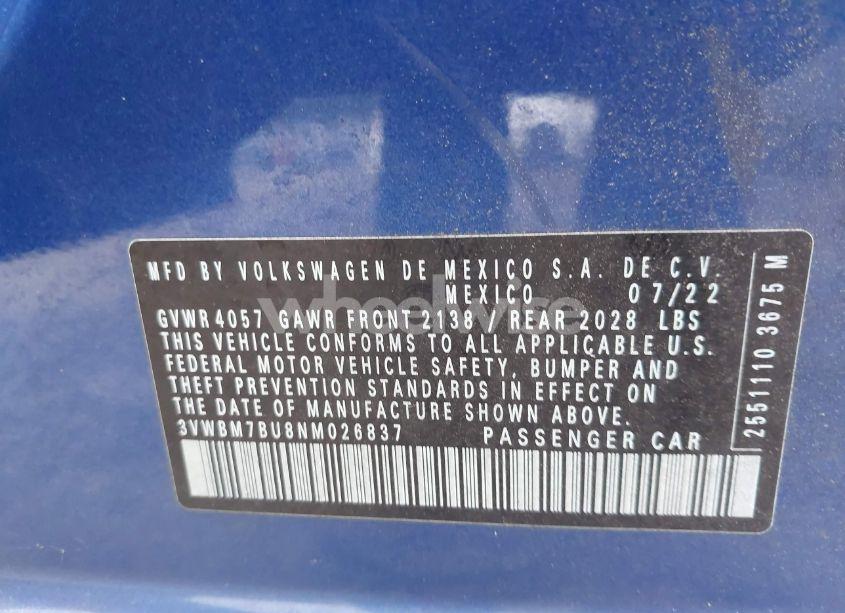 MFD BY VOLKSWAGEN DE MEXICO S.A. DE C.V.
MEXICO 07/22
GVWR 4057 GAWR FRONT 2138 / REAR 2028 LBS
THIS VEHICLE CONFORMS TO ALL APPLICABLE U.S.
FEDERAL MOTOR VEHICLE SAFETY, BUMPER AND
THEFT PREVENTION STANDARDS IN EFFECT ON
THE DATE OF MANUFACTURE SHOWN ABOVE.
3VWBM7BU8NM026837 PASSENGER CAR
2551110 3675 M
wheelwise